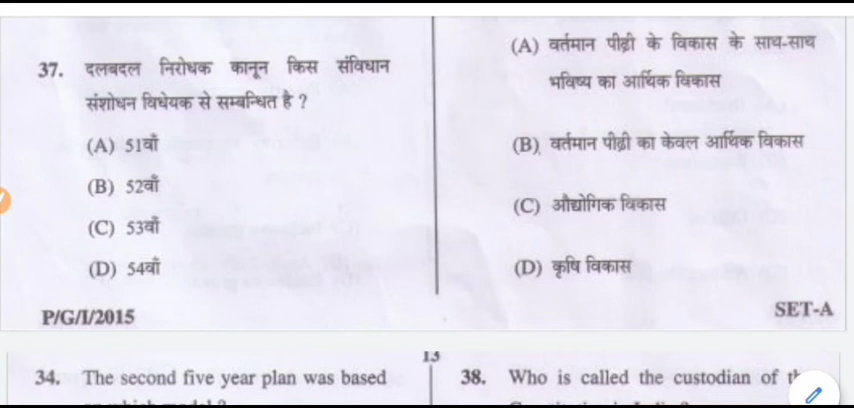 37. दलबदल निरोधक कानून किस संविधान
संशोधन विधेयक से सम्बन्धित है ?
(A) 51वाँ
(B) 52वाँ
(C) 53वाँ
(D) 54वाँ
P/G/I/2015
(A) वर्तमान पीढ़ी के विकास के साथ-साथ
भविष्य का आर्थिक विकास
(B) वर्तमान पीढ़ी का केवल आर्थिक विकास
(C) औद्योगिक विकास
(D) कृषि विकास
SET-A
13
34. The second five year plan was based
38. Who is called the custodian of